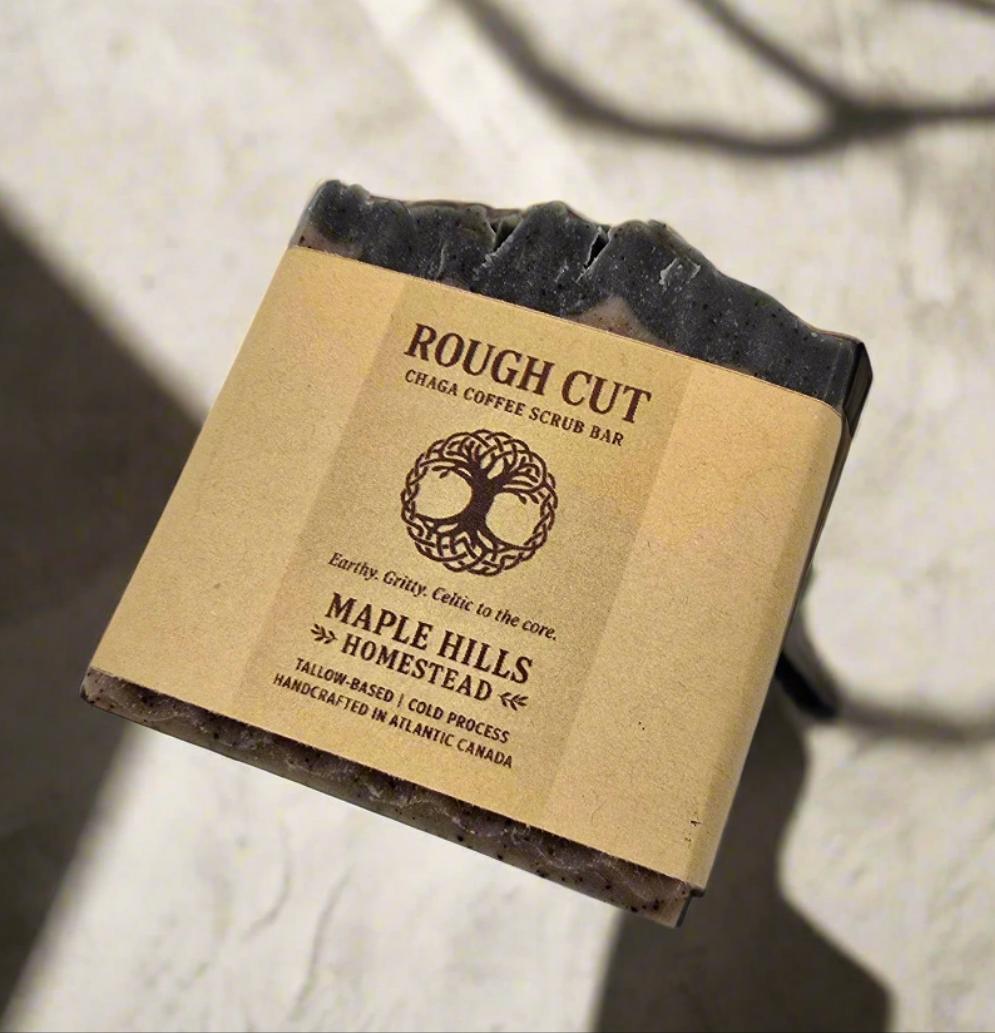 ROUGH CUT
CHAGA COFFEE SCRUB BAR
Earthy. Gritty. Celtic to the core.
MAPLE HILLS
HOMESTEAD
TALLOW-BASED | COLD PROCESS
HANDCRAFTED IN ATLANTIC CANADA